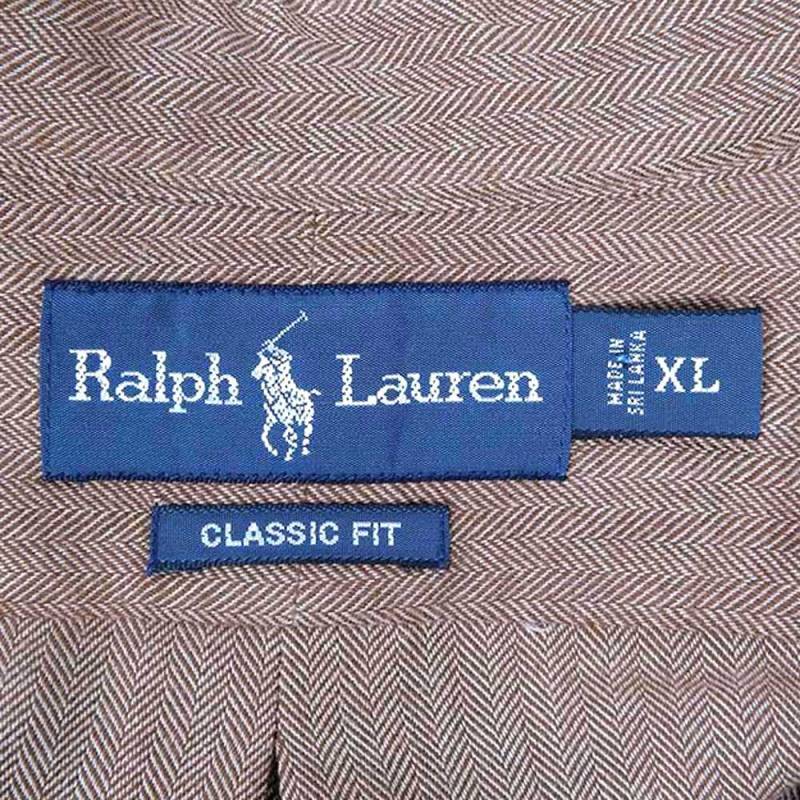 Ralph Lauren
MADE IN
SRI LANKA
XL
CLASSIC FIT